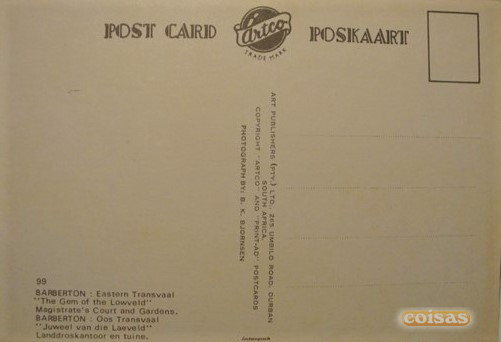 POST CARD
Artco
TRADE MARK
POSKAART
ART PUBLISHERS (PTY.) LTD., 265 UMBILO ROAD, DURBAN
SOUTH AFRICA.
COPYRIGHT "ARTCO" AND "PRINT-AD" POSTCARDS
PHOTOGRAPH BY: B. K. BJORNSEN
99
BARBERTON : Eastern Transvaal
"The Gem of the Lowveld"
Magistrate's Court and Gardens.
BARBERTON : Oos Transvaal
"Juweel van die Laeveld"
Landdroskantoor en tuine.
coisas